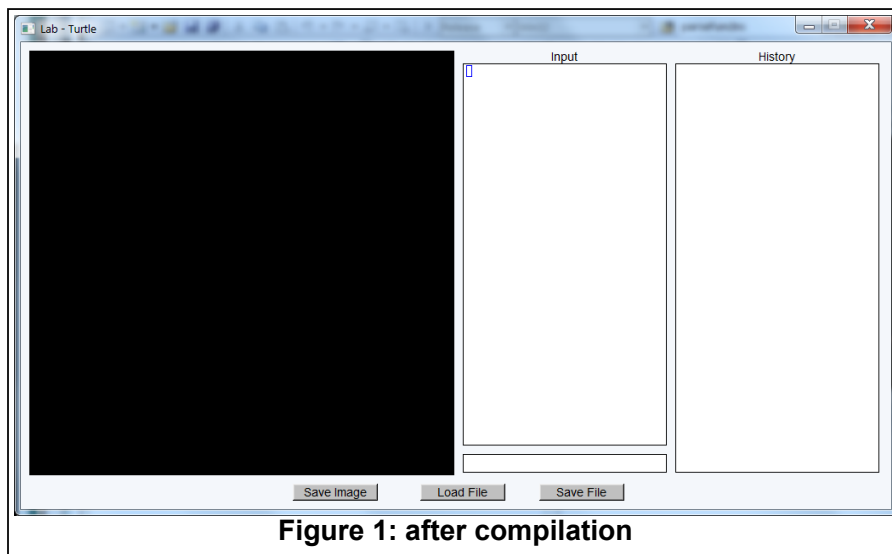 Lab - Turtle
Input
History
Save Image
Load File
Save File
Figure 1: after compilation